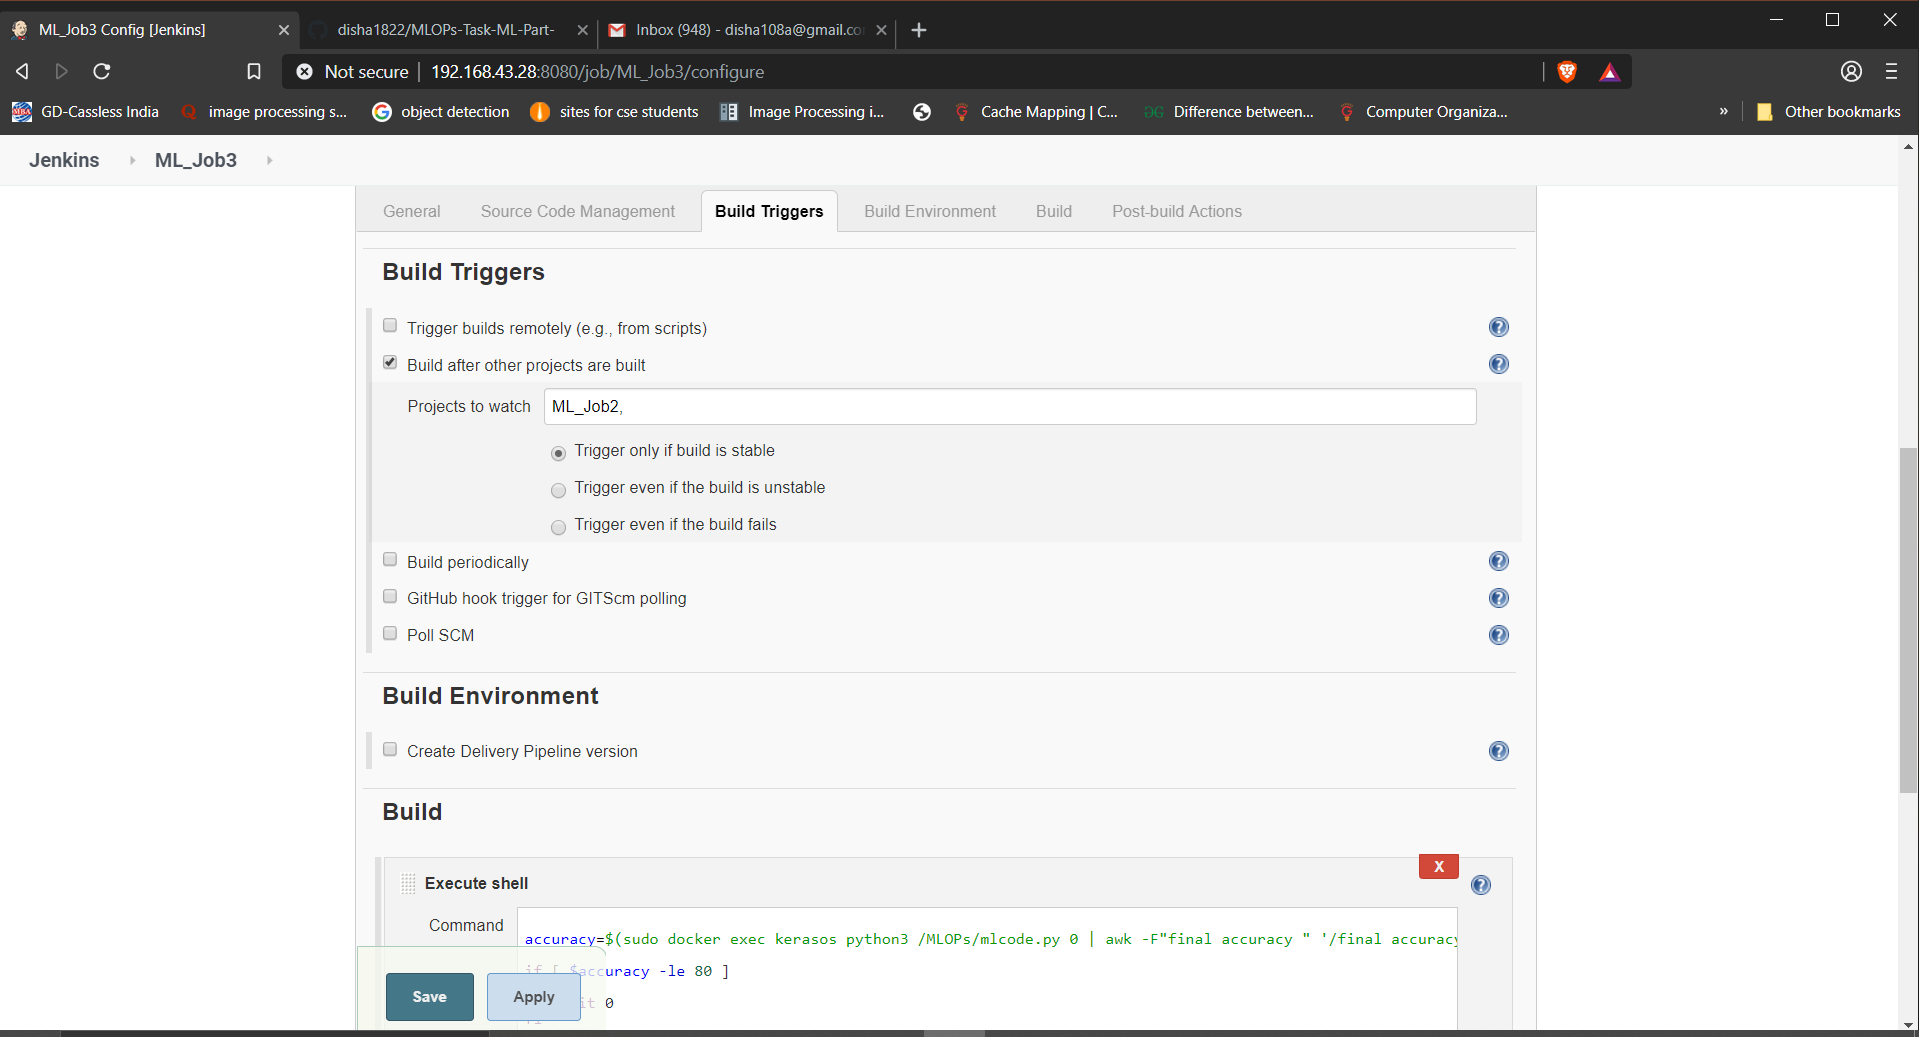 ML_Job3 Config [Jenkins]
disha1822/MLOPs-Task-ML-Part-
Inbox (948) - disha108a@gmail.co
Not secure | 192.168.43.28:8080/job/ML_Job3/configure
GD-Cassless India
image processing s...
object detection
sites for cse students
Image Processing i...
Cache Mapping | C...
Difference between...
Computer Organiza...
»
Other bookmarks
Jenkins
ML_Job3
General
Source Code Management
Build Triggers
Build Environment
Build
Post-build Actions
Build Triggers
Trigger builds remotely (e.g., from scripts)
Build after other projects are built
Projects to watch
ML_Job2,
Trigger only if build is stable
Trigger even if the build is unstable
Trigger even if the build fails
Build periodically
GitHub hook trigger for GITScm polling
Poll SCM
Build Environment
Create Delivery Pipeline version
Build
X
Execute shell
Command
accuracy=$(sudo docker exec kerasos python3 /MLOPs/mlcode.py 0 | awk -F"final accuracy " '/final accuracy
if [ $accuracy -le 80 ]
it 0
Save
Apply